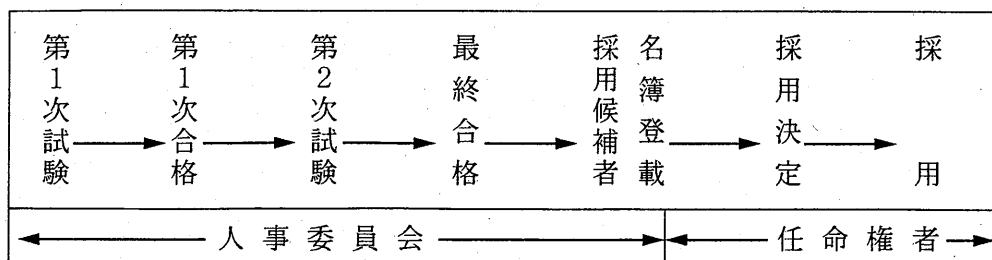 第1次試験
第1次合格
第2次試験
最終合格
採用候補者
名簿登載
採用決定
採用
人事委員会
任命権者